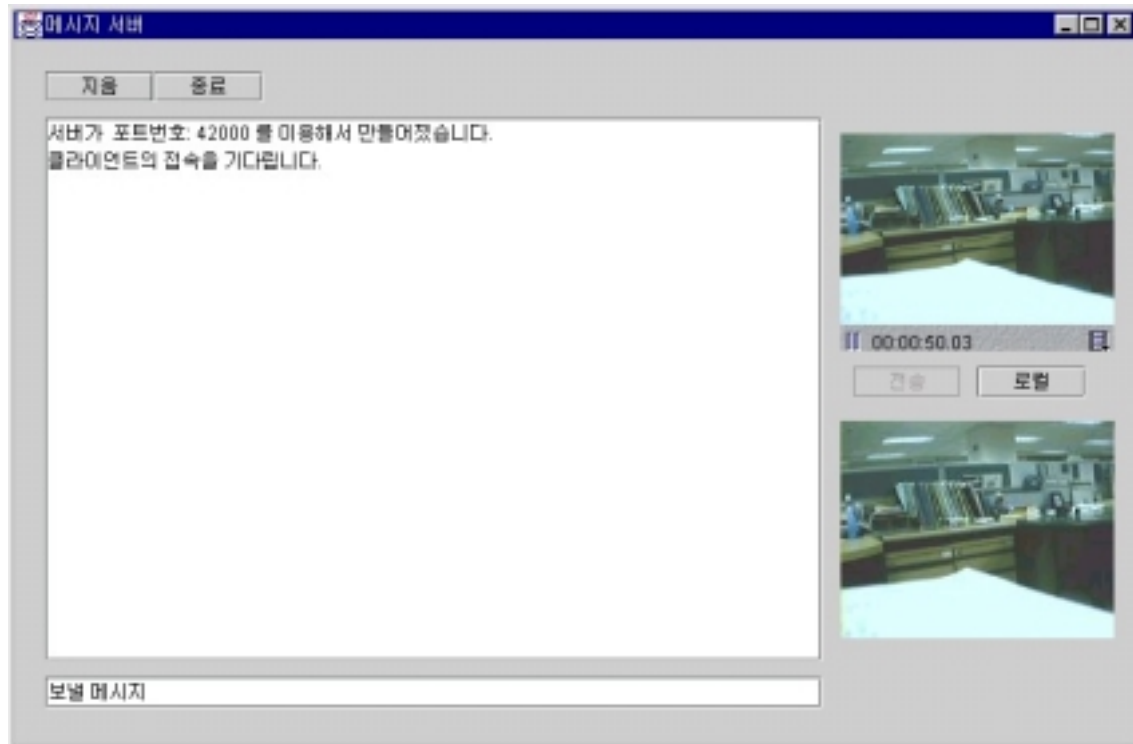 메시지 서버
지움 종료
서버가 포트번호: 42000 를 이용해서 만들어졌습니다.
클라이언트의 접속을 기다립니다.
00:00:50.03
전송 로컬
보낼 메시지